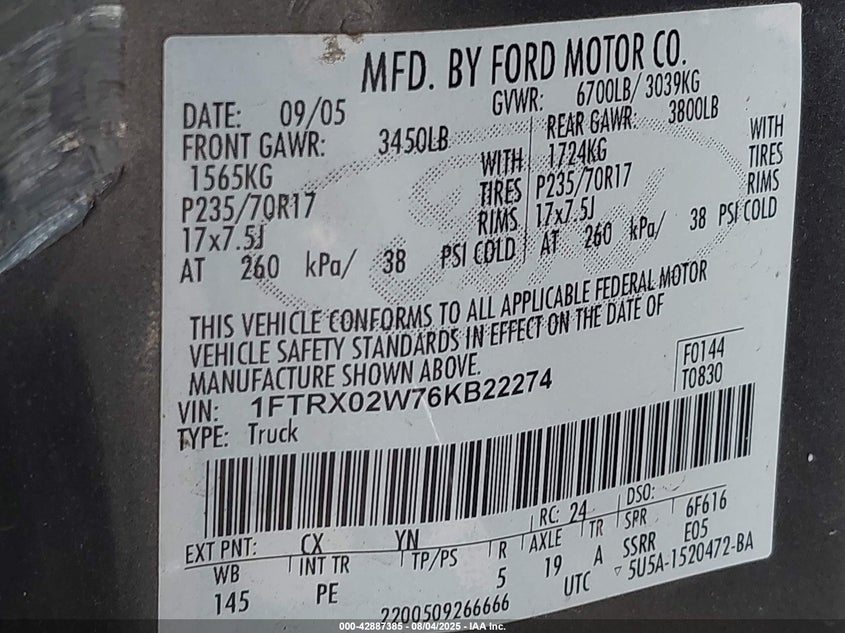 MFD. BY FORD MOTOR CO.
DATE: 09/05 GVWR: 6700LB/ 3039KG
FRONT GAWR: 3450LB REAR GAWR: 3800LB
1565KG WITH 1724KG WITH
P235/70R17 TIRES P235/70R17 TIRES
17x7.5J RIMS 17x7.5J RIMS
AT 260 kPa/ 38 PSI COLD AT 260 kPa/ 38 PSI COLD
THIS VEHICLE CONFORMS TO ALL APPLICABLE FEDERAL MOTOR
VEHICLE SAFETY STANDARDS IN EFFECT ON THE DATE OF
MANUFACTURE SHOWN ABOVE.
F0144
VIN: 1FTRX02W76KB22274 T0830
TYPE: Truck
EXT PNT: CX YN RC: 24 DSO:
WB INT TR TP/PS R AXLE TR SPR 6F616
145 PE 5 19 A SSRR E05
2200509266666 UTC 5U5A-1520472-BA
000-42887385 - 08/04/2025 - IAA Inc.